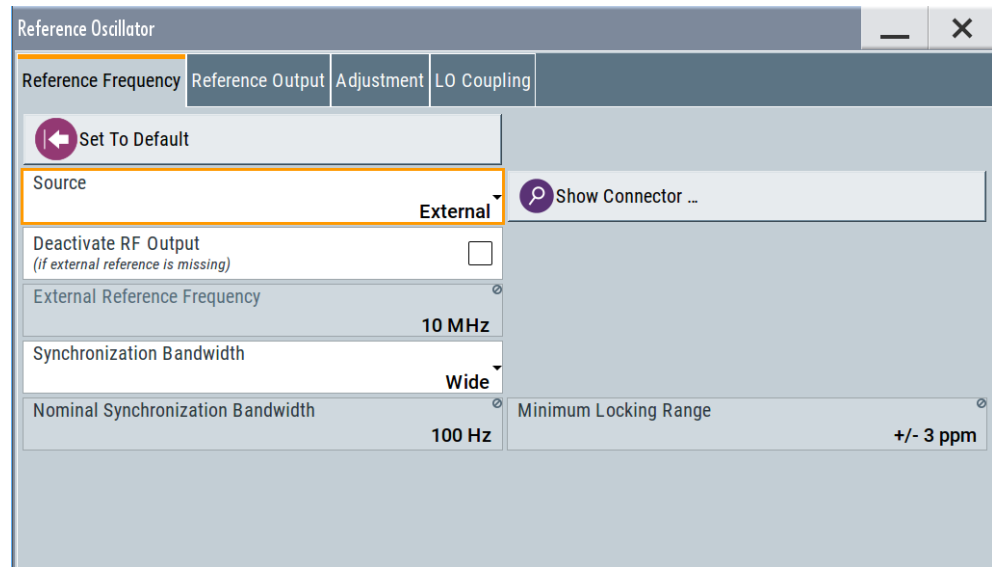 Reference Oscillator
Reference Frequency Reference Output Adjustment LO Coupling
Set To Default
Source
External
Show Connector ...
Deactivate RF Output
(if external reference is missing)
External Reference Frequency
10 MHz
Synchronization Bandwidth
Wide
Nominal Synchronization Bandwidth
100 Hz
Minimum Locking Range
+/- 3 ppm